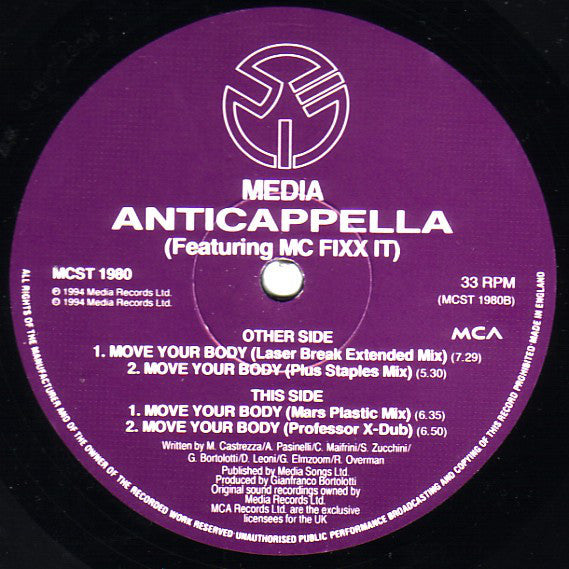 MEDIA
ANTICAPPELLA
(Featuring MC FIXX IT)
MCST 1980
℗ 1994 Media Records Ltd.
© 1994 Media Records Ltd.
33 RPM
(MCST 1980B)
MCA
OTHER SIDE
1. MOVE YOUR BODY (Laser Break Extended Mix) (7.29)
2. MOVE YOUR BODY (Plus Staples Mix) (5.30)
THIS SIDE
1. MOVE YOUR BODY (Mars Plastic Mix) (6.35)
2. MOVE YOUR BODY (Professor X-Dub) (6.50)
Written by M. Castrezza/A. Pasinelli/C. Maifrini/S. Zucchini/
G. Bortolotti/D. Leoni/G. Elmzoom/R. Overman
Published by Media Songs Ltd.
Produced by Gianfranco Bortolotti
Original sound recordings owned by
Media Records Ltd.
MCA Records Ltd. are the exclusive
licensees for the UK
ALL RIGHTS OF THE MANUFACTURER AND OF THE OWNER OF THE RECORDED WORK RESERVED·UNAUTHORISED PUBLIC PERFORMANCE BROADCASTING AND COPYING OF THIS RECORD PROHIBITED·MADE IN ENGLAND